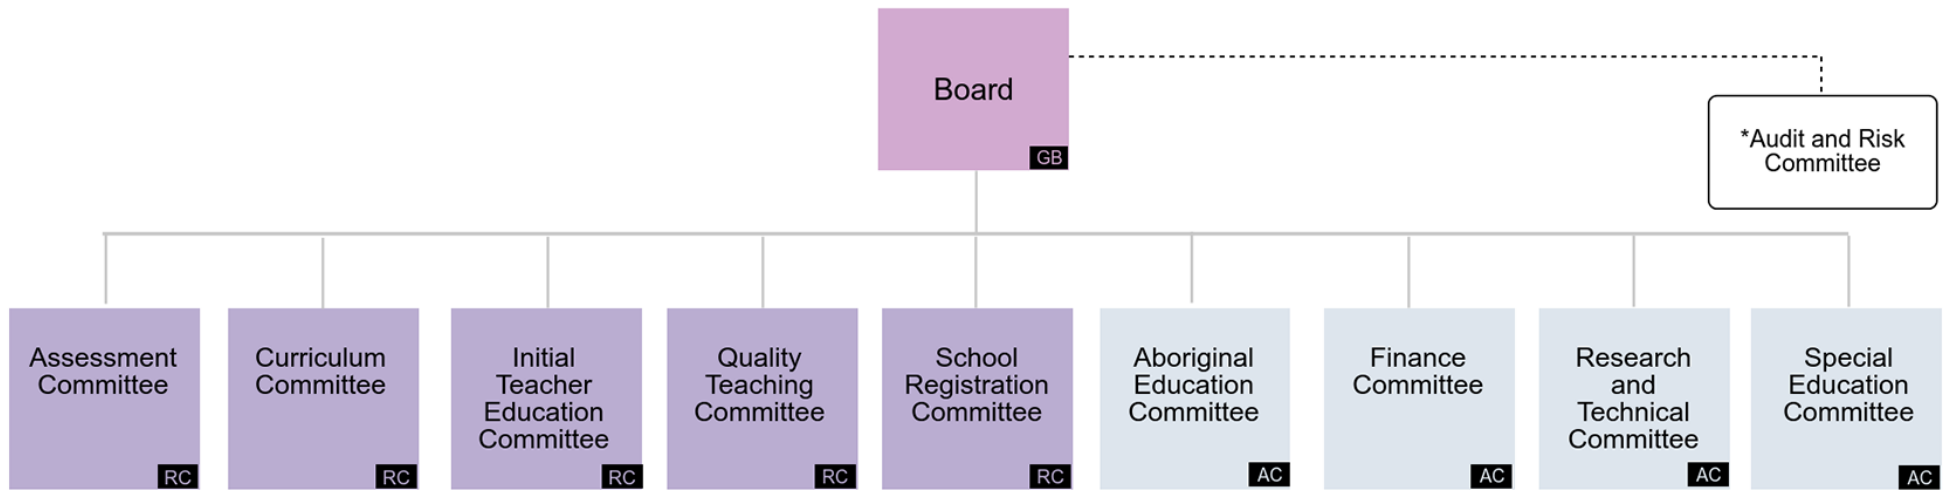 Board
GB
*Audit and Risk
Committee
Assessment
Committee
RC
Curriculum
Committee
RC
Initial
Teacher
Education
Committee
RC
Quality
Teaching
Committee
RC
School
Registration
Committee
RC
Aboriginal
Education
Committee
AC
Finance
Committee
AC
Research
and
Technical
Committee
AC
Special
Education
Committee
AC